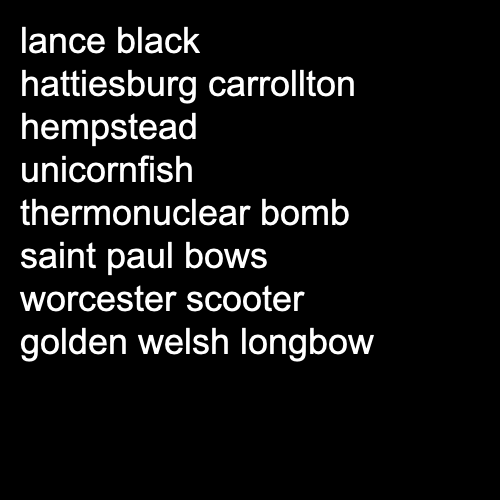 lance black
hattiesburg carrollton
hempstead
unicornfish
thermonuclear bomb
saint paul bows
worcester scooter
golden welsh longbow